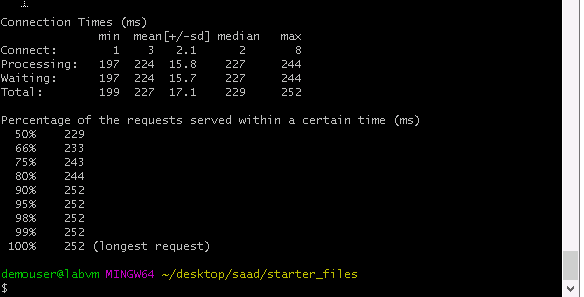 Connection Times (ms)
              min  mean[+/-sd] median   max
Connect:        1    3   2.1      2       8
Processing:   197  224  15.8    227     244
Waiting:      197  224  15.7    227     244
Total:        199  227  17.1    229     252
Percentage of the requests served within a certain time (ms)
  50%    229
  66%    233
  75%    243
  80%    244
  90%    252
  95%    252
  98%    252
  99%    252
 100%    252 (longest request)
demouser@labvm MINGW64 ~/desktop/saad/starter_files
$